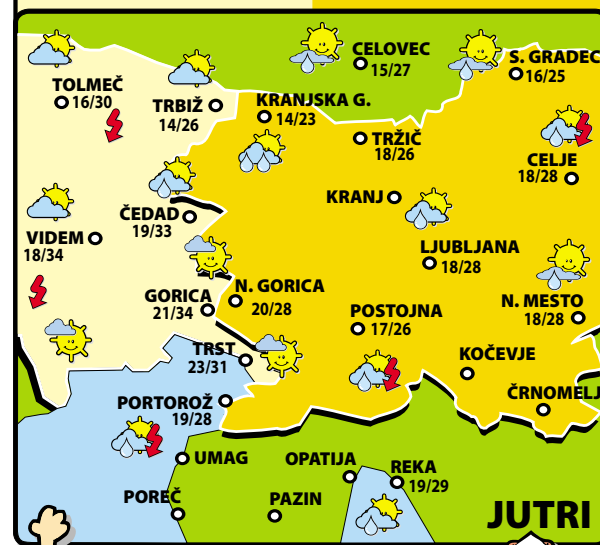 CELOVEC
15/27
S. GRADEC
16/25
TOLMEČ
16/30
TRBIŽ
14/26
KRANJSKA G.
14/23
TRŽIČ
18/26
CELJE
18/28
KRANJ
ČEDAD
19/33
VIDEM
18/34
LJUBLJANA
18/28
GORICA
21/34
N. GORICA
20/28
POSTOJNA
17/26
N. MESTO
18/28
TRST
23/31
KOČEVJE
ČRNOMELJ
PORTOROŽ
19/28
UMAG
OPATIJA
REKA
19/29
POREČ
PAZIN
JUTRI